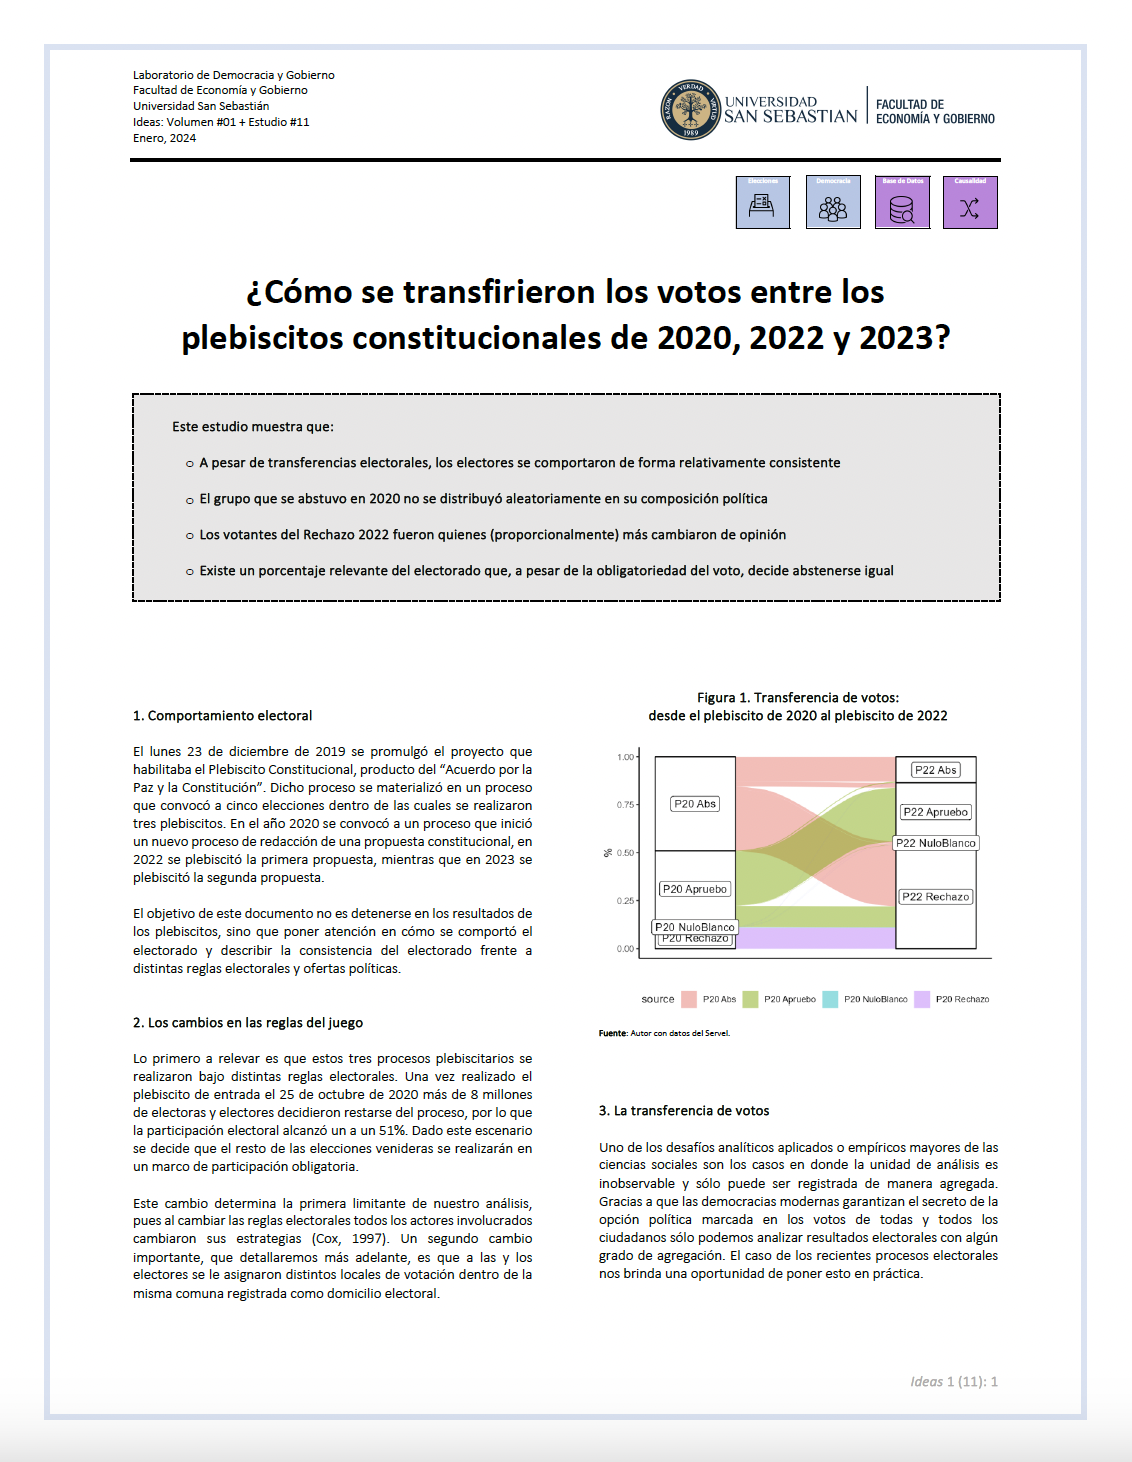 Laboratorio de Democracia y Gobierno
Facultad de Economía y Gobierno
Universidad San Sebastián
Ideas: Volumen #01 + Estudio #11
Enero, 2024
RAZÓN · VERDAD · VIRTUD
1989
UNIVERSIDAD
SAN SEBASTIAN
FACULTAD DE
ECONOMÍA Y GOBIERNO
Elecciones
Democracia
Base de Datos
Causalidad
¿Cómo se transfirieron los votos entre los
plebiscitos constitucionales de 2020, 2022 y 2023?
Este estudio muestra que:
o A pesar de transferencias electorales, los electores se comportaron de forma relativamente consistente
o El grupo que se abstuvo en 2020 no se distribuyó aleatoriamente en su composición política
o Los votantes del Rechazo 2022 fueron quienes (proporcionalmente) más cambiaron de opinión
o Existe un porcentaje relevante del electorado que, a pesar de la obligatoriedad del voto, decide abstenerse igual
1. Comportamiento electoral
El lunes 23 de diciembre de 2019 se promulgó el proyecto que
habilitaba el Plebiscito Constitucional, producto del “Acuerdo por la
Paz y la Constitución”. Dicho proceso se materializó en un proceso
que convocó a cinco elecciones dentro de las cuales se realizaron
tres plebiscitos. En el año 2020 se convocó a un proceso que inició
un nuevo proceso de redacción de una propuesta constitucional, en
2022 se plebiscitó la primera propuesta, mientras que en 2023 se
plebiscitó la segunda propuesta.
El objetivo de este documento no es detenerse en los resultados de
los plebiscitos, sino que poner atención en cómo se comportó el
electorado y describir la consistencia del electorado frente a
distintas reglas electorales y ofertas políticas.
2. Los cambios en las reglas del juego
Lo primero a relevar es que estos tres procesos plebiscitarios se
realizaron bajo distintas reglas electorales. Una vez realizado el
plebiscito de entrada el 25 de octubre de 2020 más de 8 millones
de electoras y electores decidieron restarse del proceso, por lo que
la participación electoral alcanzó un a un 51%. Dado este escenario
se decide que el resto de las elecciones venideras se realizarán en
un marco de participación obligatoria.
Este cambio determina la primera limitante de nuestro análisis,
pues al cambiar las reglas electorales todos los actores involucrados
cambiaron sus estrategias (Cox, 1997). Un segundo cambio
importante, que detallaremos más adelante, es que a las y los
electores se le asignaron distintos locales de votación dentro de la
misma comuna registrada como domicilio electoral.
Figura 1. Transferencia de votos:
desde el plebiscito de 2020 al plebiscito de 2022
1.00
0.75
0.50
0.25
0.00
%
P20 Abs
P20 Apruebo
P20 NuloBlanco
P20 Rechazo
P22 Abs
P22 Apruebo
P22 NuloBlanco
P22 Rechazo
source P20 Abs P20 Apruebo P20 NuloBlanco P20 Rechazo
Fuente: Autor con datos del Servel.
3. La transferencia de votos
Uno de los desafíos analíticos aplicados o empíricos mayores de las
ciencias sociales son los casos en donde la unidad de análisis es
inobservable y sólo puede ser registrada de manera agregada.
Gracias a que las democracias modernas garantizan el secreto de la
opción política marcada en los votos de todas y todos los
ciudadanos sólo podemos analizar resultados electorales con algún
grado de agregación. El caso de los recientes procesos electorales
nos brinda una oportunidad de poner esto en práctica.
Ideas 1 (11): 1